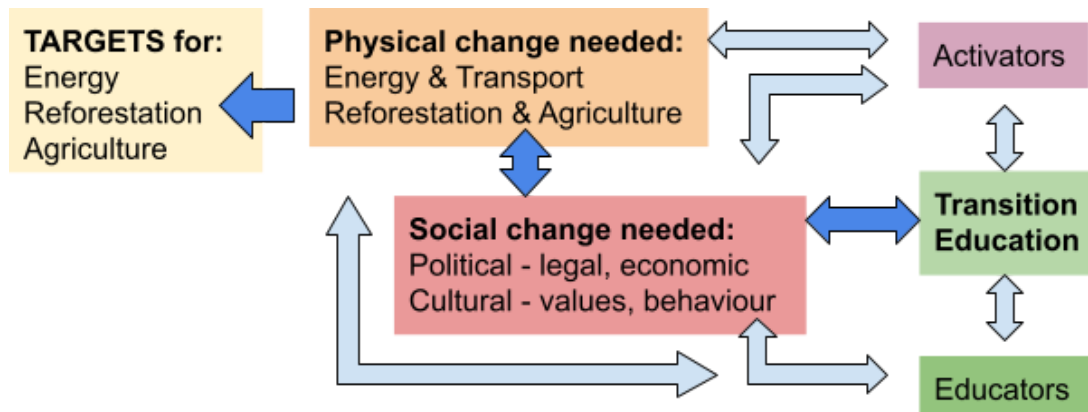 TARGETS for:
Energy
Reforestation
Agriculture
Physical change needed:
Energy & Transport
Reforestation & Agriculture
Activators
Social change needed:
Political - legal, economic
Cultural - values, behaviour
Transition
Education
Educators